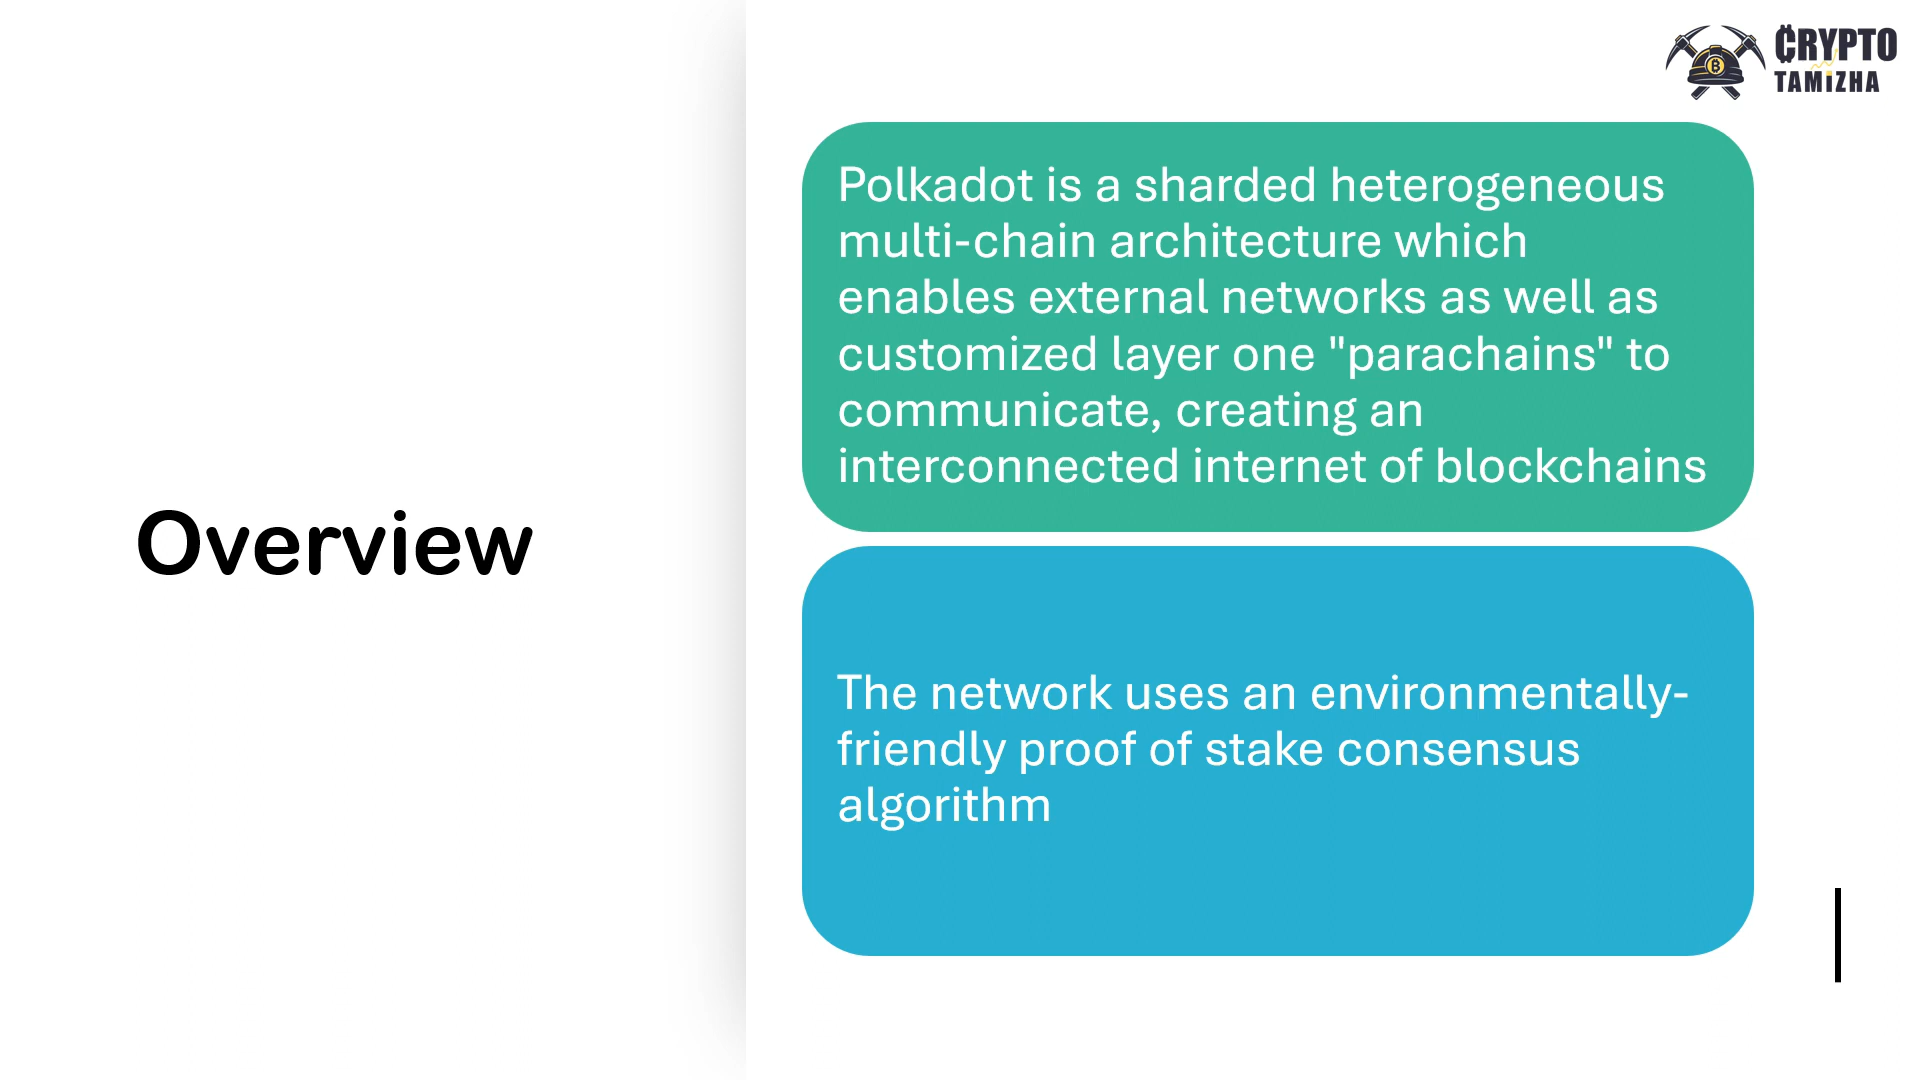 CRYPTO
TAMiZHA
Overview
Polkadot is a sharded heterogeneous
multi-chain architecture which
enables external networks as well as
customized layer one "parachains" to
communicate, creating an
interconnected internet of blockchains
The network uses an environmentally-
friendly proof of stake consensus
algorithm